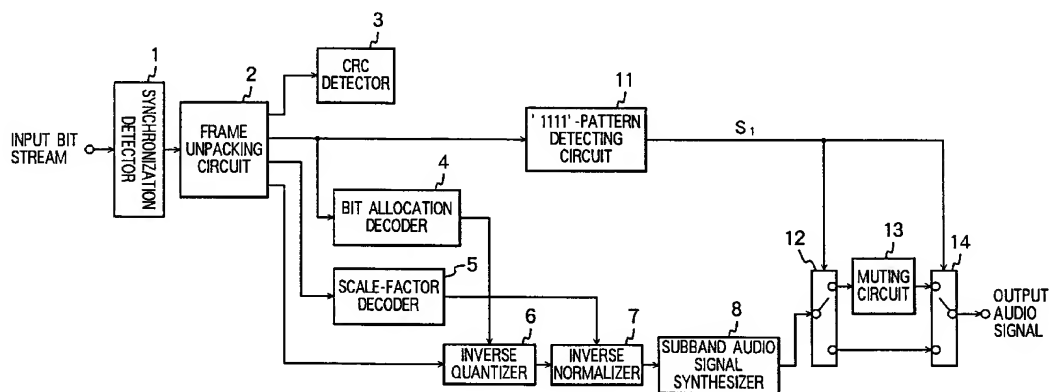 1
SYNCHRONIZATION
DETECTOR
INPUT BIT
STREAM
2
FRAME
UNPACKING
CIRCUIT
3
CRC
DETECTOR
11
' 1111' -PATTERN
DETECTING
CIRCUIT
S1
4
BIT ALLOCATION
DECODER
5
SCALE-FACTOR
DECODER
6
INVERSE
QUANTIZER
7
INVERSE
NORMALIZER
8
SUBBAND AUDIO
SIGNAL
SYNTHESIZER
12
13
MUTING
CIRCUIT
14
OUTPUT
AUDIO
SIGNAL